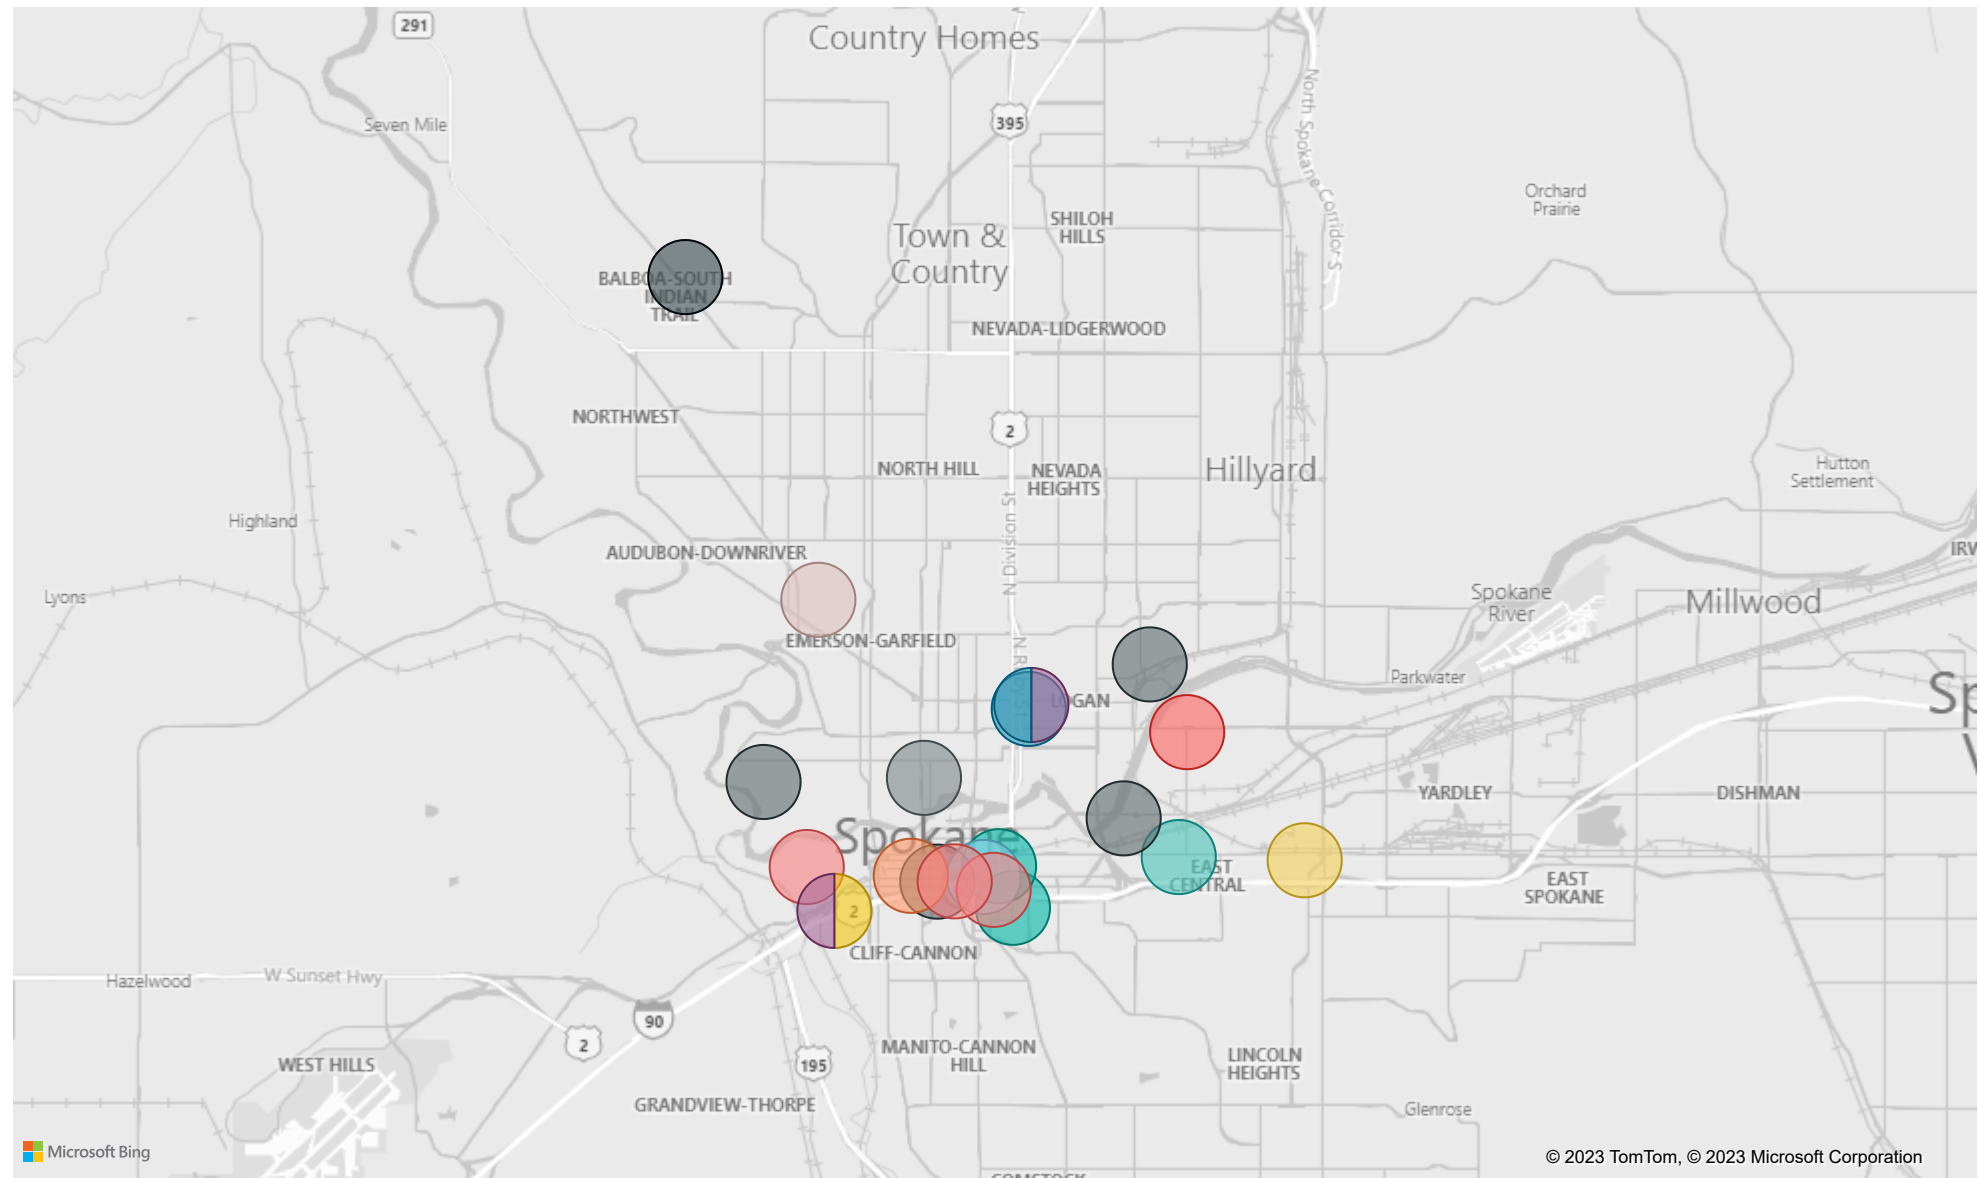 291
Country Homes
Seven Mile
395
North Spokane Corridor S
Orchard
Prairie
SHILOH
HILLS
Town &
Country
BALBOA-SOUTH
INDIAN
TRAIL
NEVADA-LIDGERWOOD
NORTHWEST
2
NORTH HILL
NEVADA
HEIGHTS
Hillyard
Hutton
Settlement
Highland
N Division St
AUDUBON-DOWNRIVER
IRW
Lyons
Spokane
River
Millwood
EMERSON-GARFIELD
Parkwater
LOGAN
Sp
V
YARDLEY
DISHMAN
Spokane
EAST
CENTRAL
EAST
SPOKANE
2
CLIFF-CANNON
Hazelwood
W Sunset Hwy
90
2
WEST HILLS
195
MANITO-CANNON
HILL
LINCOLN
HEIGHTS
GRANDVIEW-THORPE
Glenrose
Microsoft Bing
© 2023 TomTom, © 2023 Microsoft Corporation
COMSTOCK